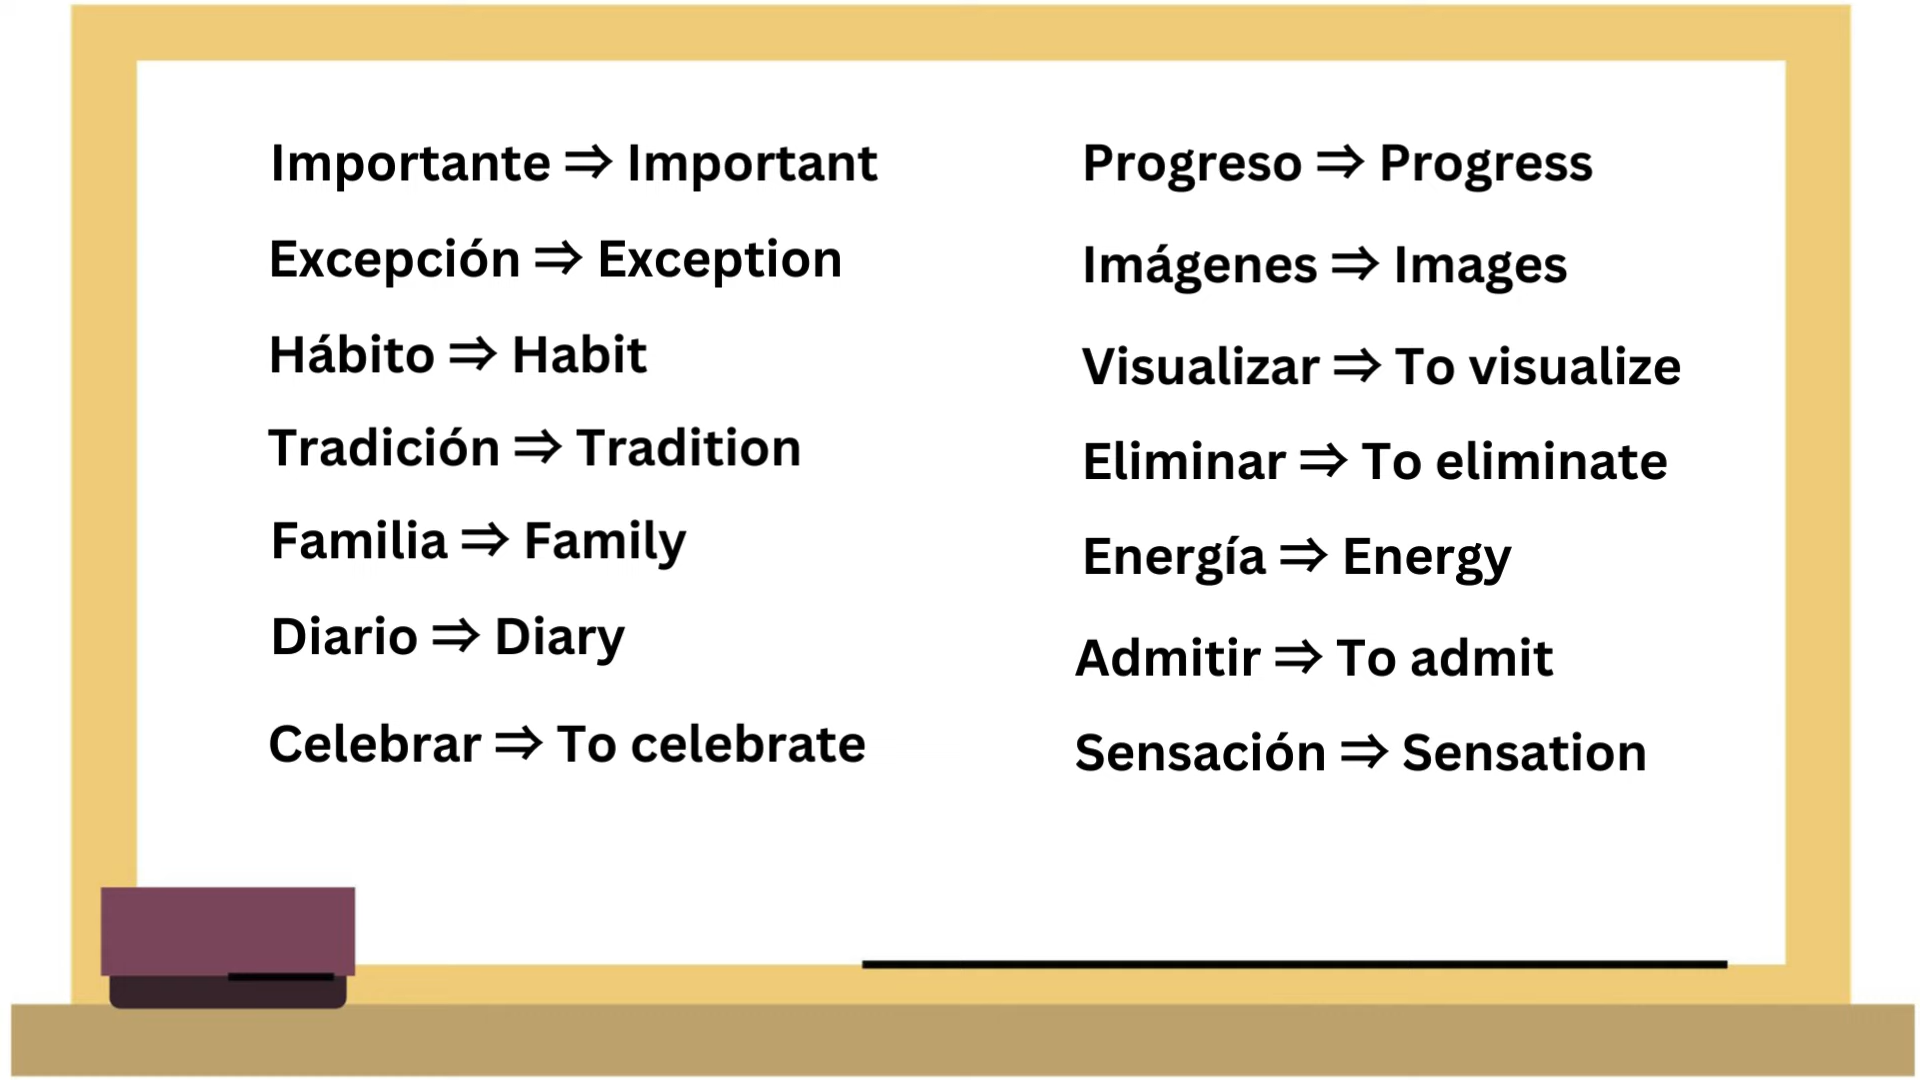 Importante ⇒ Important
Excepción ⇒ Exception
Hábito ⇒ Habit
Tradición ⇒ Tradition
Familia ⇒ Family
Diario ⇒ Diary
Celebrar ⇒ To celebrate
Progreso ⇒ Progress
Imágenes ⇒ Images
Visualizar ⇒ To visualize
Eliminar ⇒ To eliminate
Energía ⇒ Energy
Admitir ⇒ To admit
Sensación ⇒ Sensation